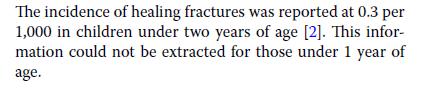 The incidence of healing fractures was reported at 0.3 per
1,000 in children under two years of age [2]. This infor-
mation could not be extracted for those under 1 year of
age.